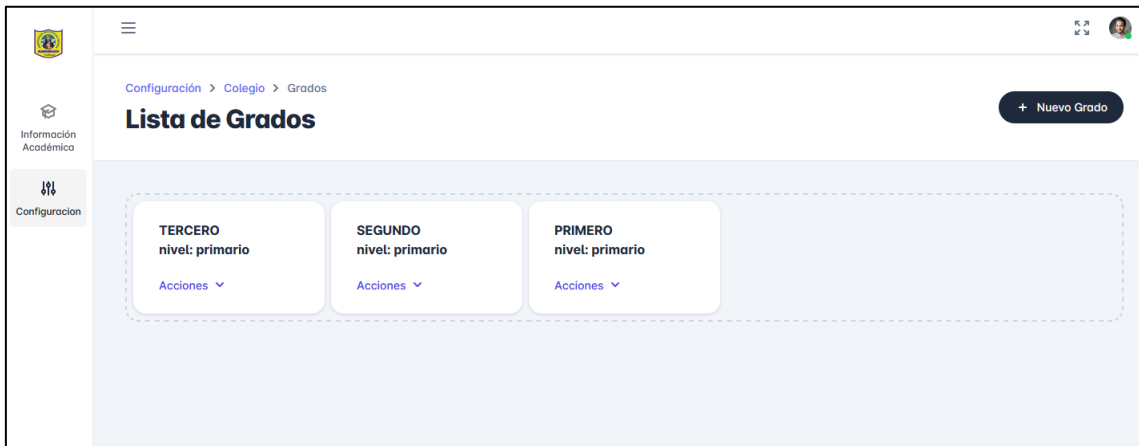 Configuración > Colegio > Grados
Lista de Grados
+ Nuevo Grado
Información
Académica
Configuracion
TERCERO
nivel: primario
Acciones
SEGUNDO
nivel: primario
Acciones
PRIMERO
nivel: primario
Acciones